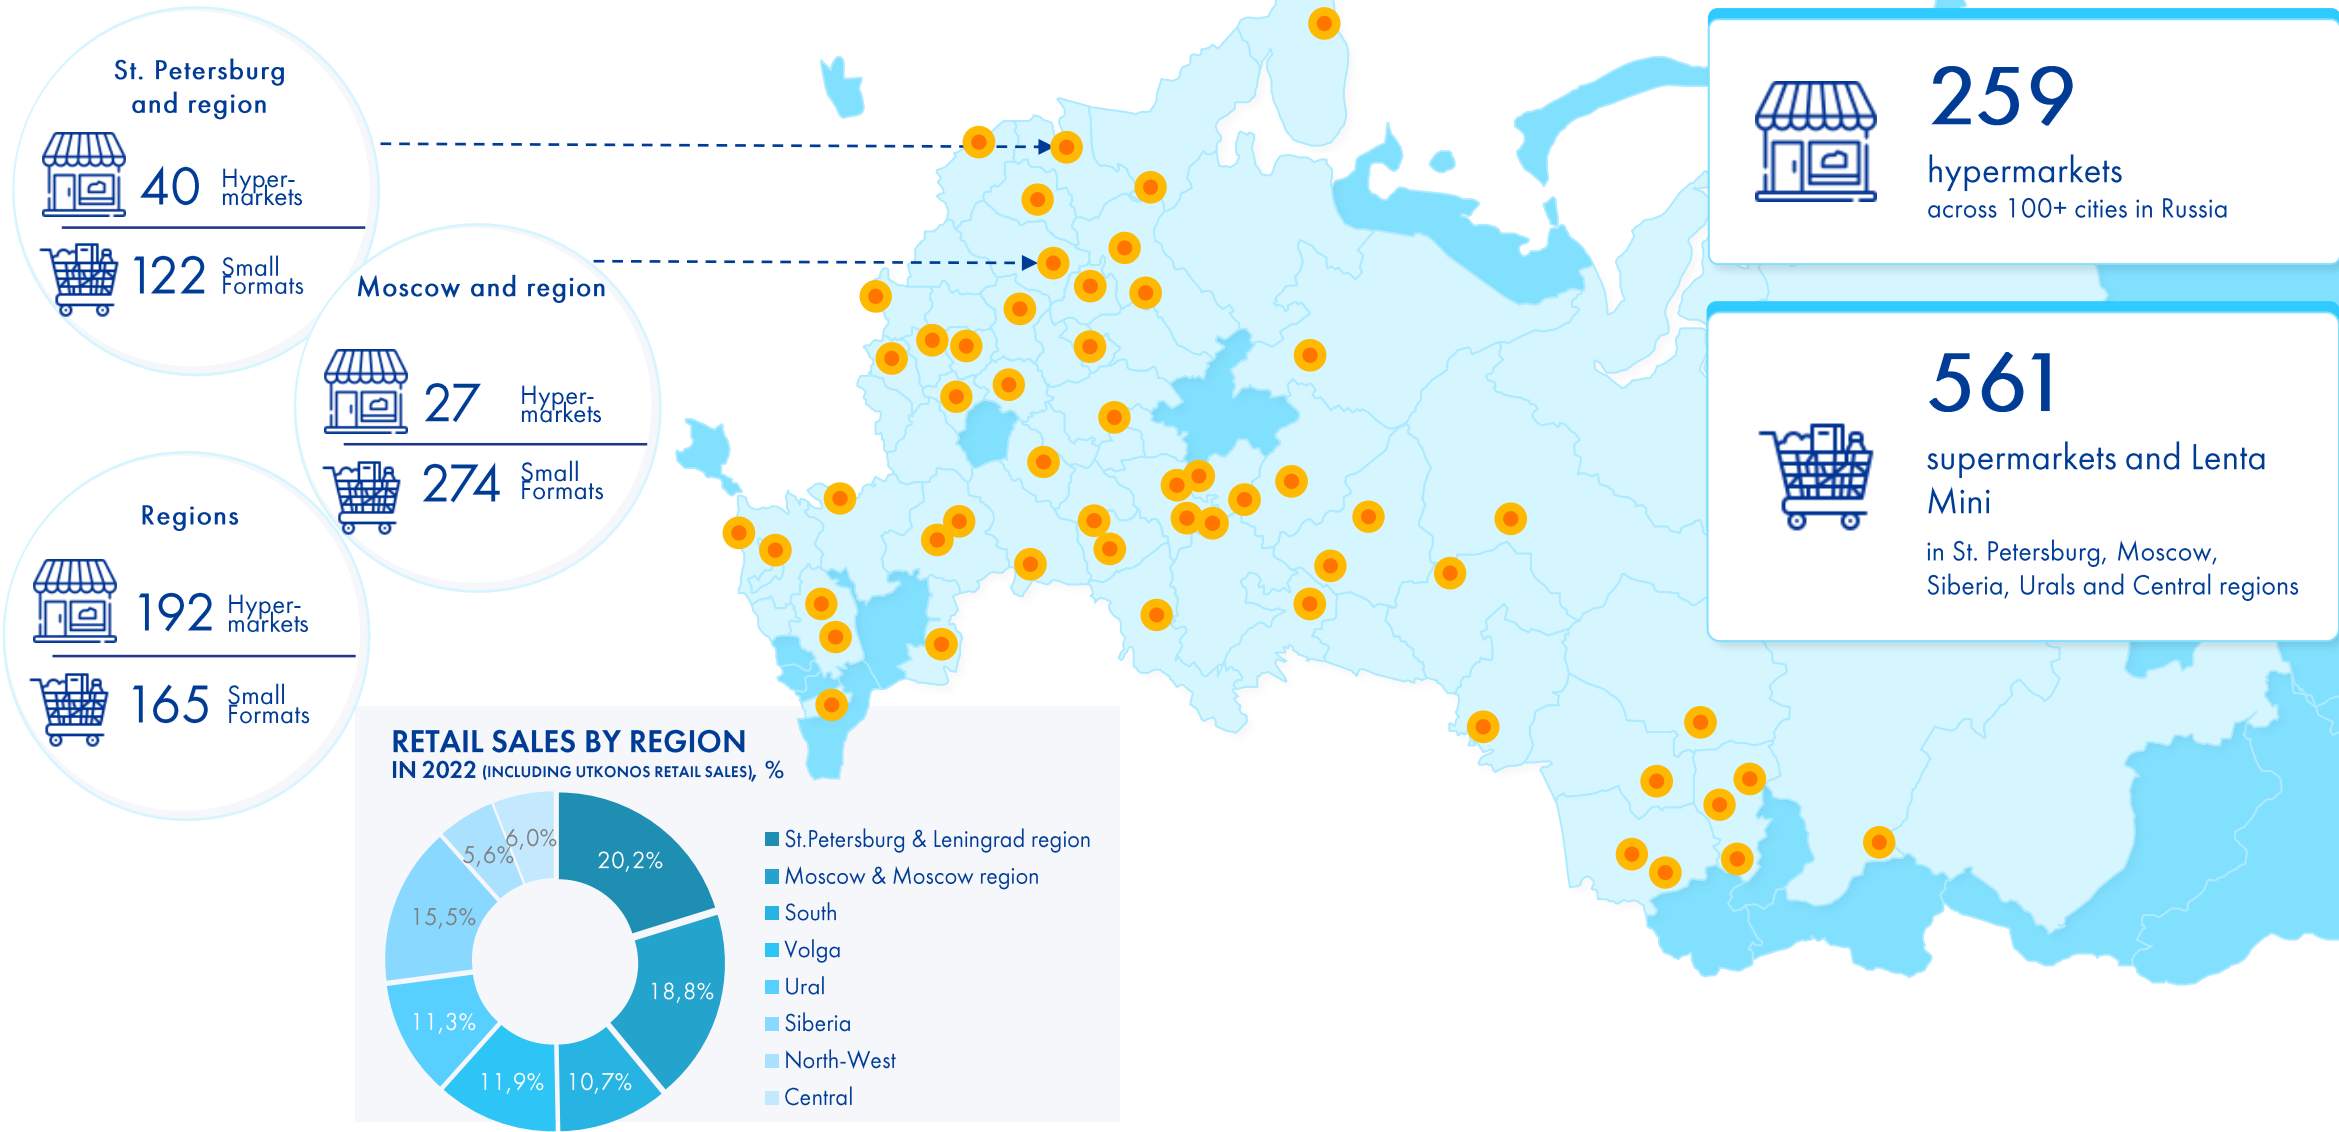 St. Petersburg
and region
40 Hyper-
markets
122 Small
Formats
Moscow and region
27 Hyper-
markets
274 Small
Formats
Regions
192 Hyper-
markets
165 Small
Formats
259
hypermarkets
across 100+ cities in Russia
561
supermarkets and Lenta
Mini
in St. Petersburg, Moscow,
Siberia, Urals and Central regions
RETAIL SALES BY REGION
IN 2022 (INCLUDING UTKONOS RETAIL SALES), %
20,2%
18,8%
10,7%
11,9%
11,3%
15,5%
5,6%
6,0%
St.Petersburg & Leningrad region
Moscow & Moscow region
South
Volga
Ural
Siberia
North-West
Central